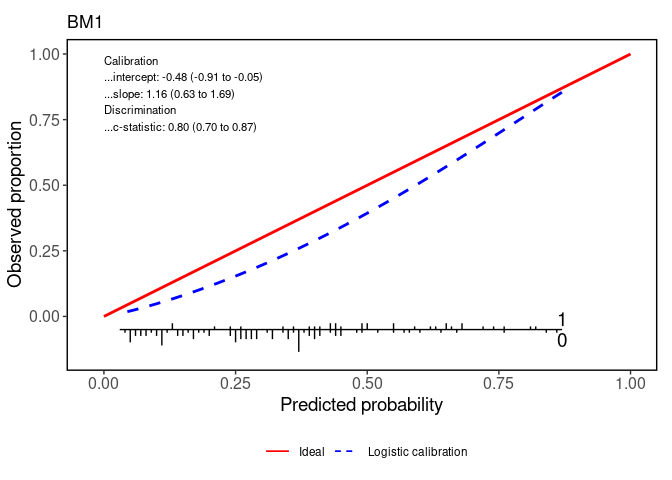 BM1
Calibration
...intercept: -0.48 (-0.91 to -0.05)
...slope: 1.16 (0.63 to 1.69)
Discrimination
...c-statistic: 0.80 (0.70 to 0.87)
Observed proportion
1.00
0.75
0.50
0.25
0.00
1
0
0.00 0.25 0.50 0.75 1.00
Predicted probability
Ideal Logistic calibration